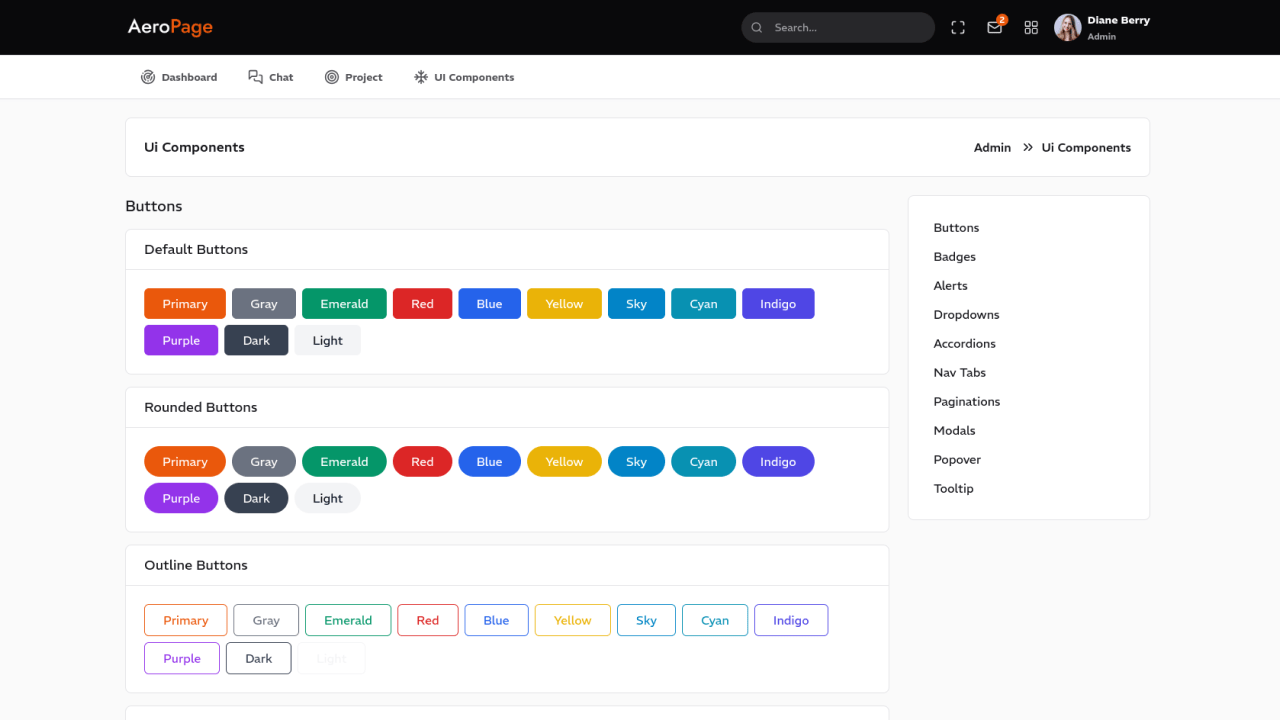 AeroPage
Search...
2
Diane Berry
Admin
Dashboard
Chat
Project
UI Components
Ui Components
Admin
Ui Components
Buttons
Default Buttons
Primary Gray Emerald Red Blue Yellow Sky Cyan Indigo
Purple Dark Light
Rounded Buttons
Primary Gray Emerald Red Blue Yellow Sky Cyan Indigo
Purple Dark Light
Outline Buttons
Primary Gray Emerald Red Blue Yellow Sky Cyan Indigo
Purple Dark Light
Buttons
Badges
Alerts
Dropdowns
Accordions
Nav Tabs
Paginations
Modals
Popover
Tooltip